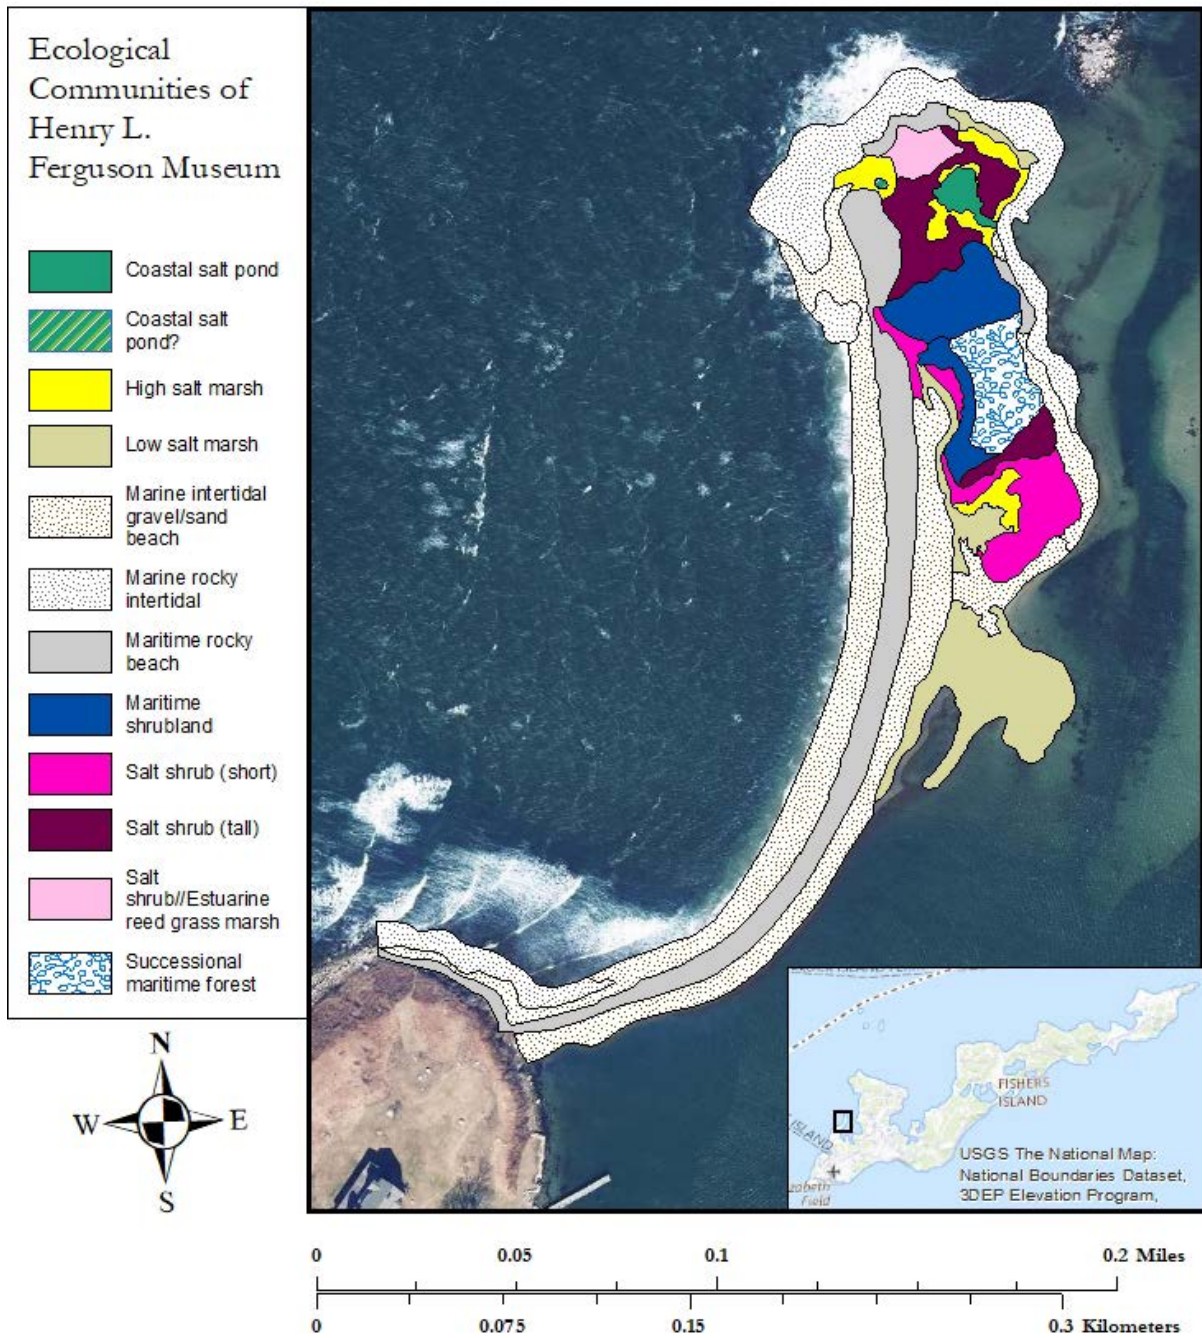 Ecological
Communities of
Henry L.
Ferguson Museum
Coastal salt pond
Coastal salt
pond?
High salt marsh
Low salt marsh
Marine intertidal
gravel/sand
beach
Marine rocky
intertidal
Maritime rocky
beach
Maritime
shrubland
Salt shrub (short)
Salt shrub (tall)
Salt
shrub//Estuarine
reed grass marsh
Successional
maritime forest
N
W E
S
FISHERS
ISLAND
ISLAND
zabeth
Field
USGS The National Map:
National Boundaries Dataset,
3DEP Elevation Program,
0 0.05 0.1 0.2 Miles
0 0.075 0.15 0.3 Kilometers